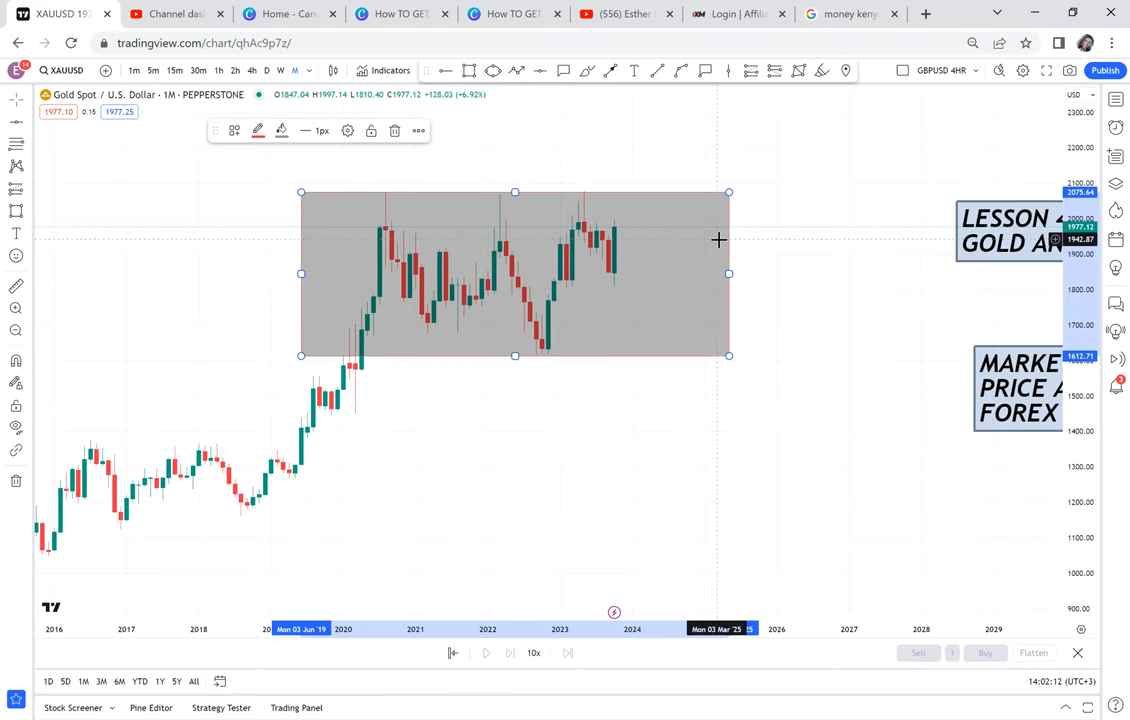 XAUUSD 197
Channel das
Home - Can
How TO GET
How TO GET
(556) Esther
Login | Affilia
money keny
tradingview.com/chart/qhAc9p7z/
E
14
XAUUSD
1m 5m 15m 30m 1h 2h 4h D W M
Indicators
GBPUSD 4HR
Publish
Gold Spot / U.S. Dollar · 1M · PEPPERSTONE
O1847.04 H1997.14 L1810.40 C1977.12 +128.03 (+6.92%)
USD
1977.10
0.15
1977.25
1px
2300.00
2200.00
2100.00
2075.64
2000.00
1977.12
1942.87
1900.00
1800.00
1700.00
1612.71
1500.00
1400.00
1300.00
1200.00
1100.00
1000.00
900.00
LESSON 4
GOLD AN
MARKE
PRICE A
FOREX
3
2016
2017
2018
20
Mon 03 Jun '19
2020
2021
2022
2023
2024
Mon 03 Mar '25
25
2026
2027
2028
2029
10x
Sell
1
Buy
Flatten
1D 5D 1M 3M 6M YTD 1Y 5Y All
14:02:12 (UTC+3)
Stock Screener
Pine Editor
Strategy Tester
Trading Panel